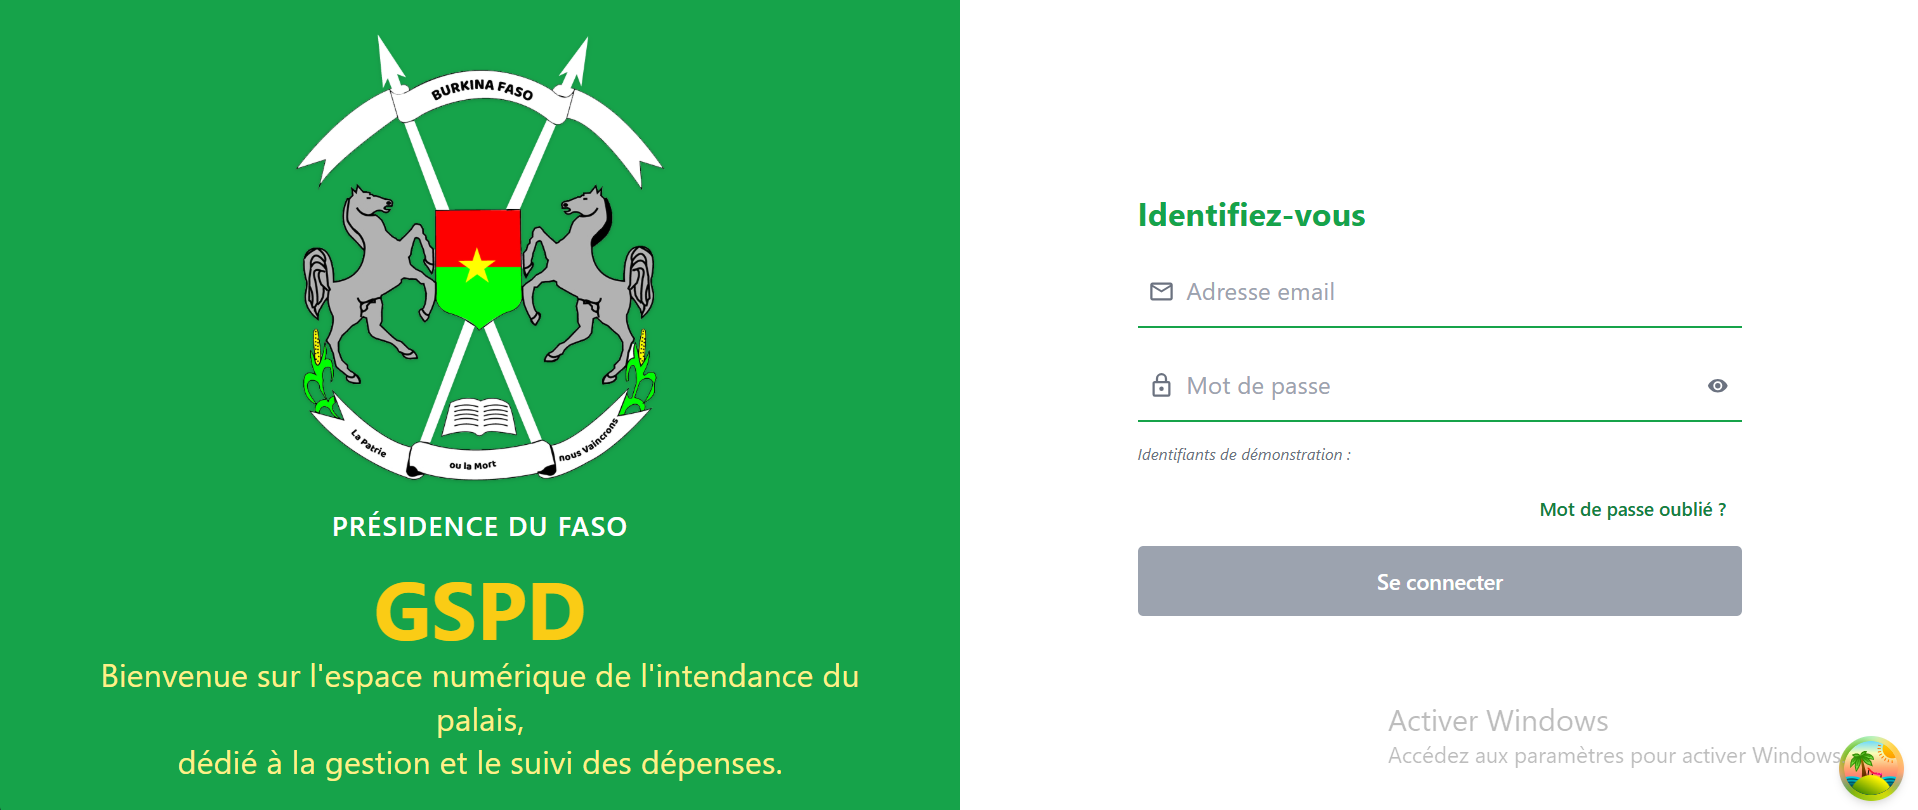 BURKINA FASO
La Patrie
ou la Mort
nous Vaincrons
PRÉSIDENCE DU FASO
GSPD
Bienvenue sur l'espace numérique de l'intendance du
palais,
dédié à la gestion et le suivi des dépenses.
Identifiez-vous
Adresse email
Mot de passe
Identifiants de démonstration :
Mot de passe oublié ?
Se connecter
Activer Windows
Accédez aux paramètres pour activer Windows